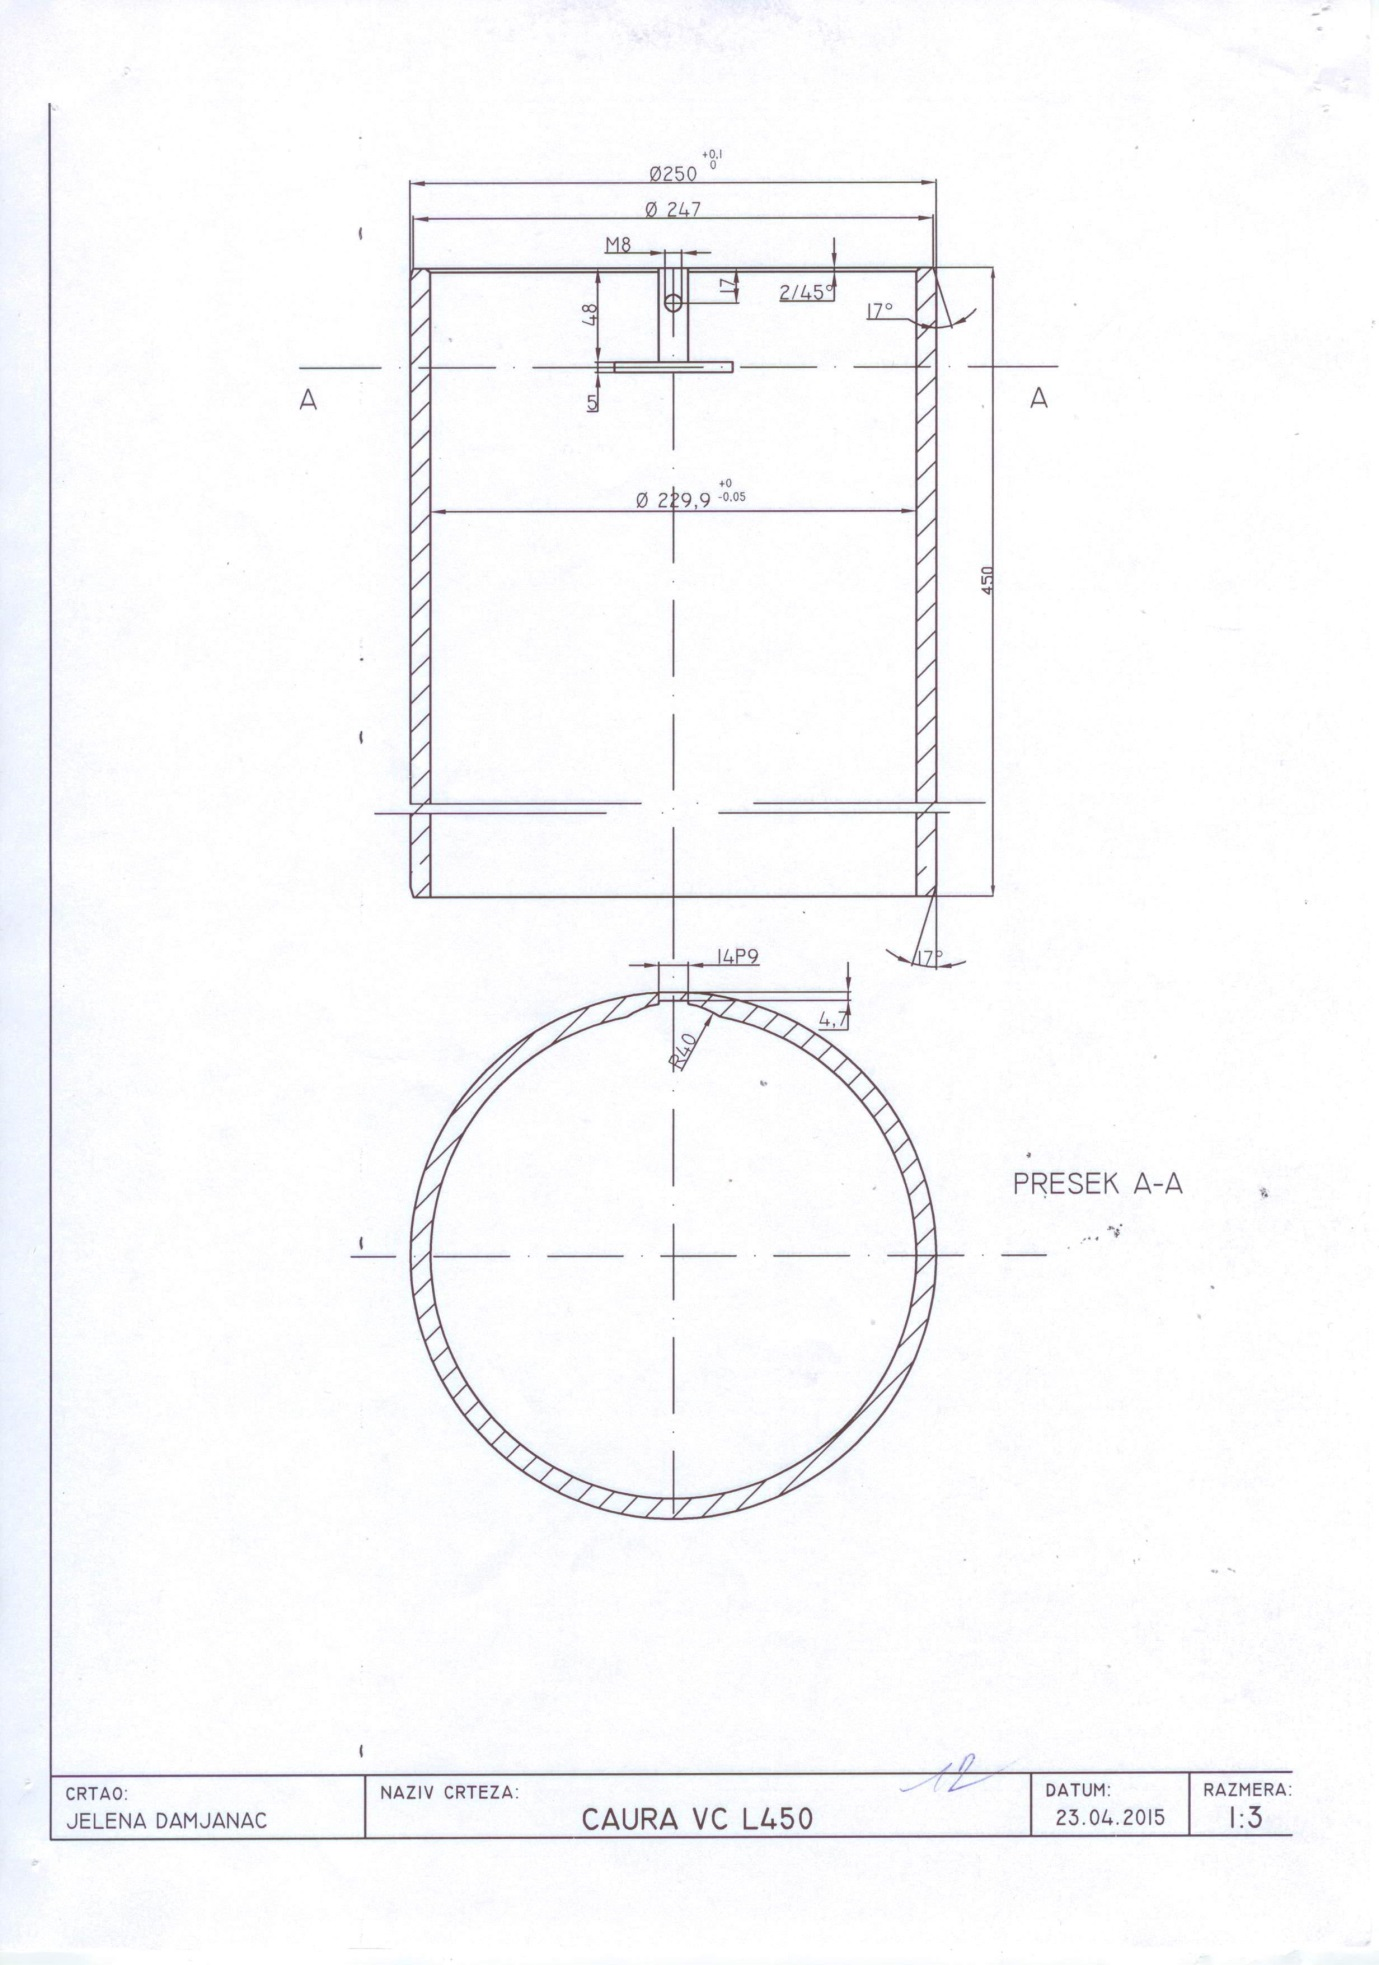 Ø250 +0,1 0
Ø 247
M8
17
2/45°
48
17°
A
A
5
Ø 229,9 +0 -0.05
450
17°
14P9
4,7
R40
PRESEK A-A
12
CRTAO:
JELENA DAMJANAC
NAZIV CRTEZA:
CAURA VC L450
DATUM:
23.04.2015
RAZMERA:
1:3